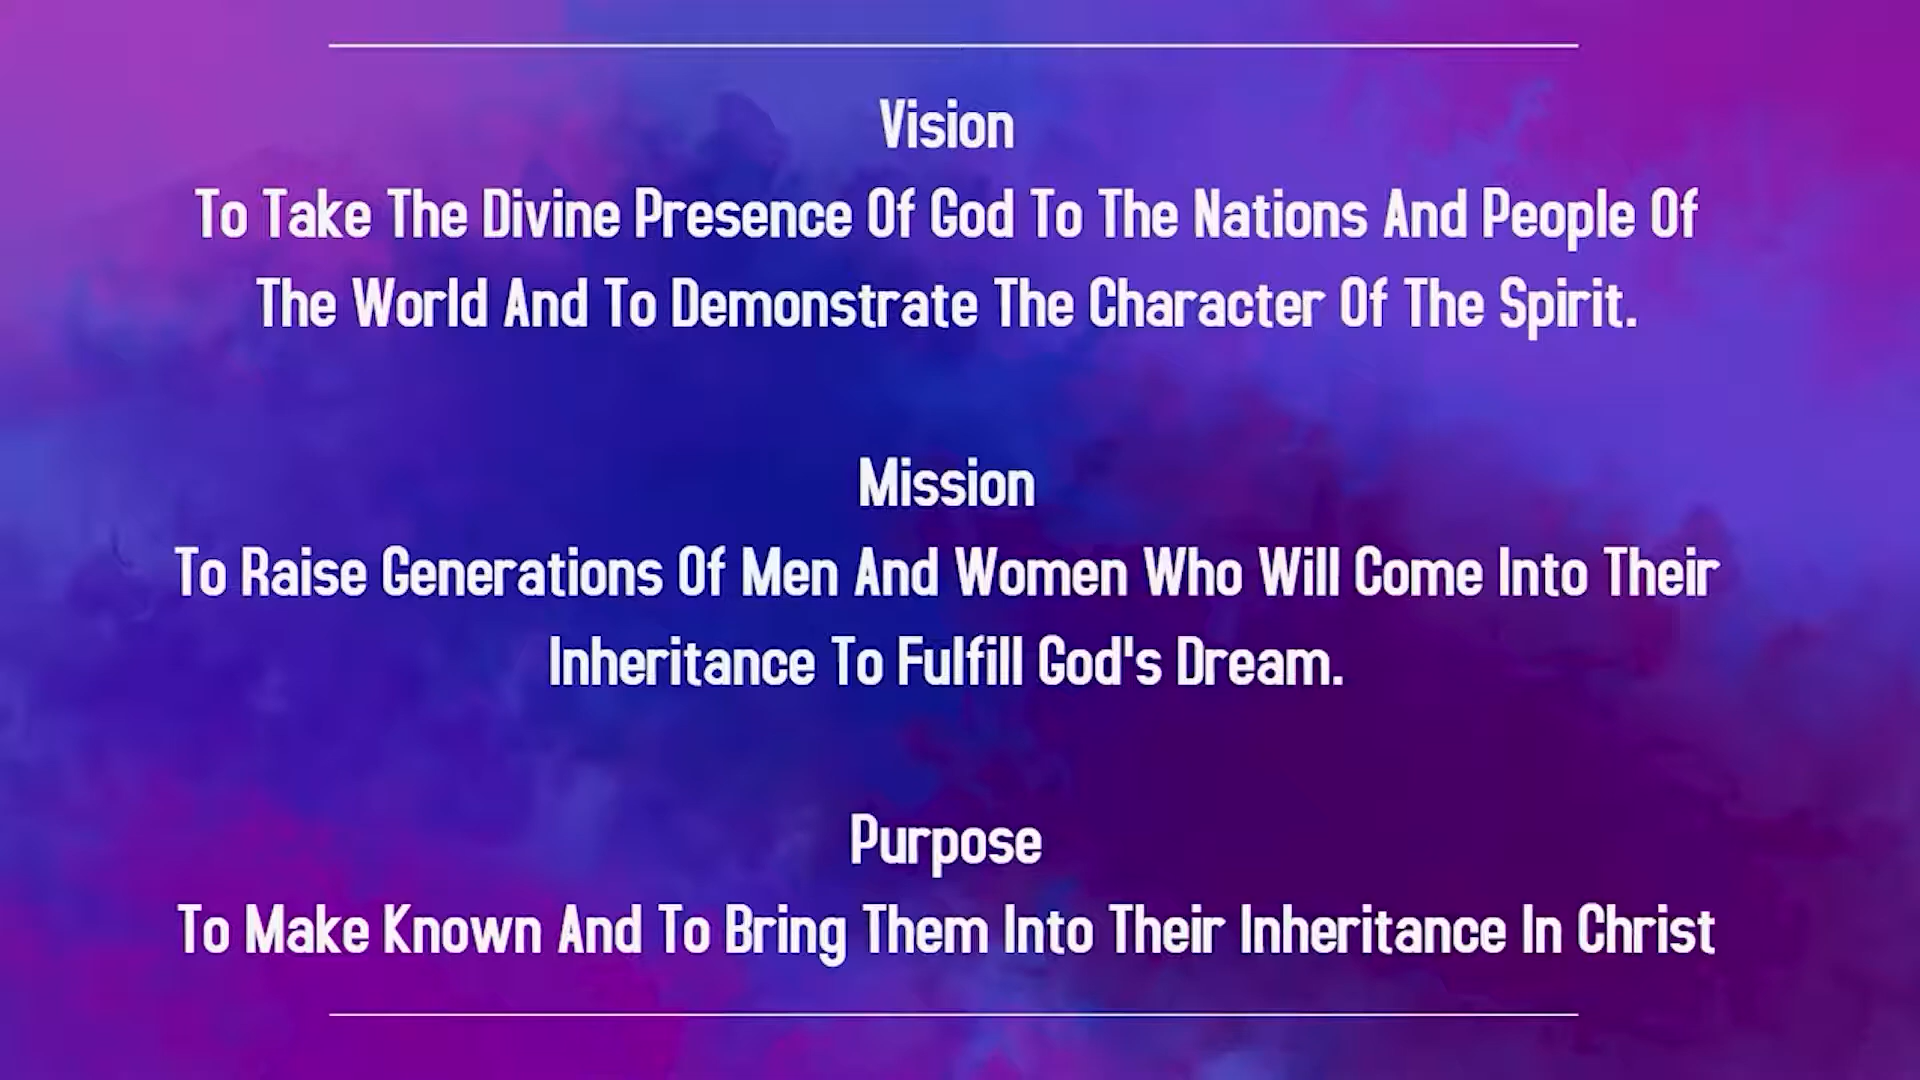 Vision
To Take The Divine Presence Of God To The Nations And People Of
The World And To Demonstrate The Character Of The Spirit.
Mission
To Raise Generations Of Men And Women Who Will Come Into Their
Inheritance To Fulfill God's Dream.
Purpose
To Make Known And To Bring Them Into Their Inheritance In Christ